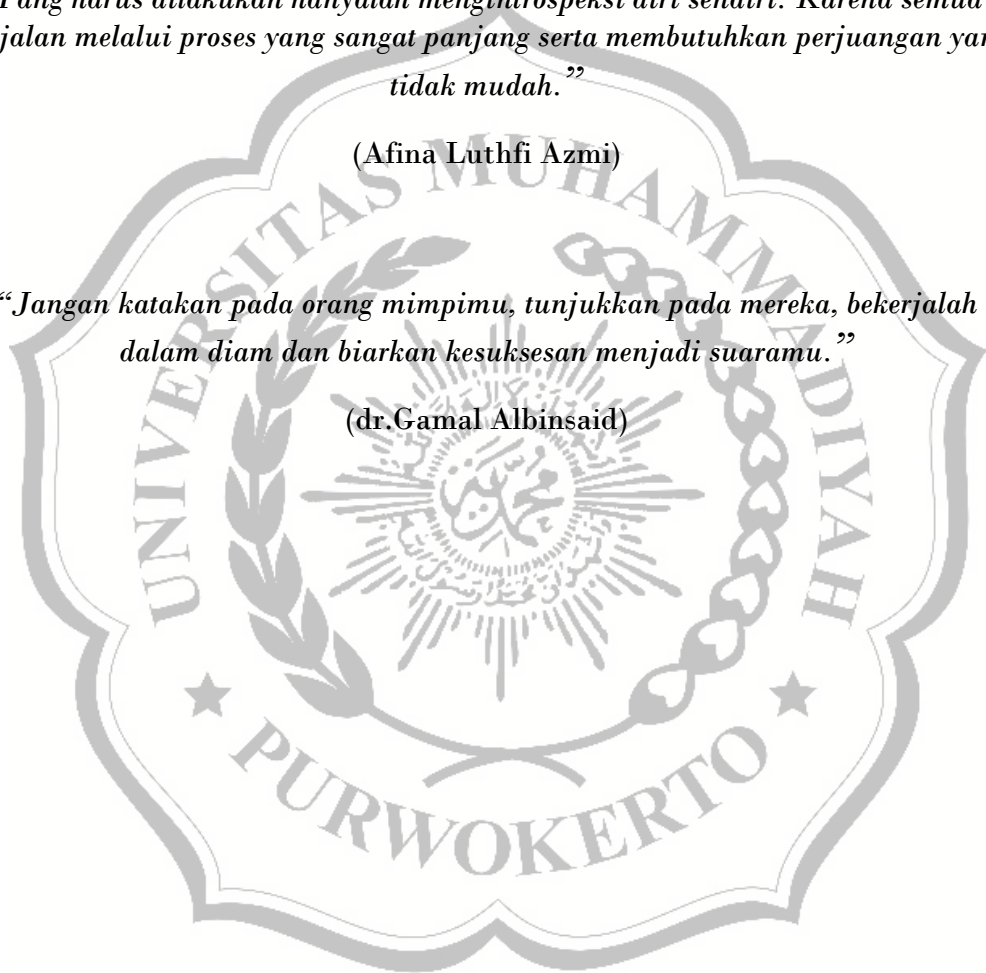 Yang harus dilakukan hanyalah mengintrospeksi diri sendiri. Karena semua
jalan melalui proses yang sangat panjang serta membutuhkan perjuangan yan
tidak mudah.”
(Afina Luthfi Azmi)
“Jangan katakan pada orang mimpimu, tunjukkan pada mereka, bekerjalah
dalam diam dan biarkan kesuksesan menjadi suaramu.”
(dr.Gamal Albinsaid)
UNIVERSITAS MUHAMMADIYAH
PURWOKERTO